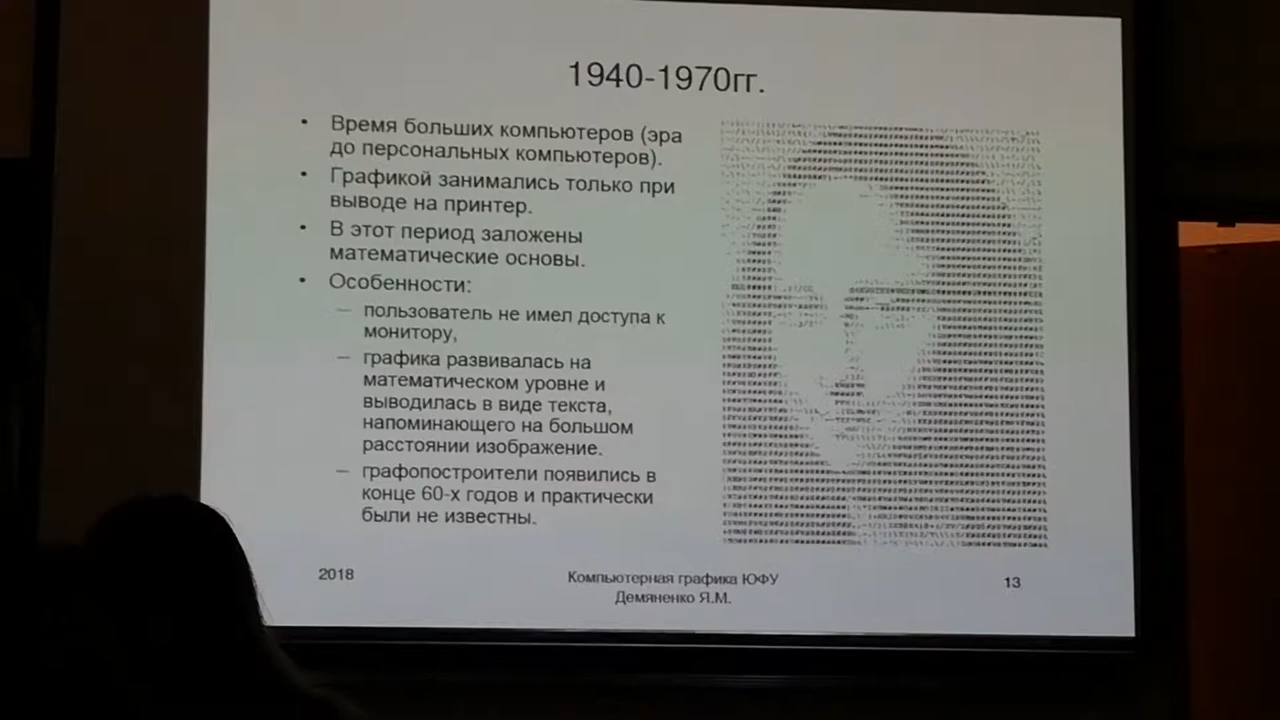 1940-1970гг.
• Время больших компьютеров (эра
до персональных компьютеров).
• Графикой занимались только при
выводе на принтер.
• В этот период заложены
математические основы.
• Особенности:
– пользователь не имел доступа к
монитору,
– графика развивалась на
математическом уровне и
выводилась в виде текста,
напоминающего на большом
расстоянии изображение.
– графопостроители появились в
конце 60-х годов и практически
были не известны.
2018
Компьютерная графика ЮФУ
Демяненко Я.М.
13